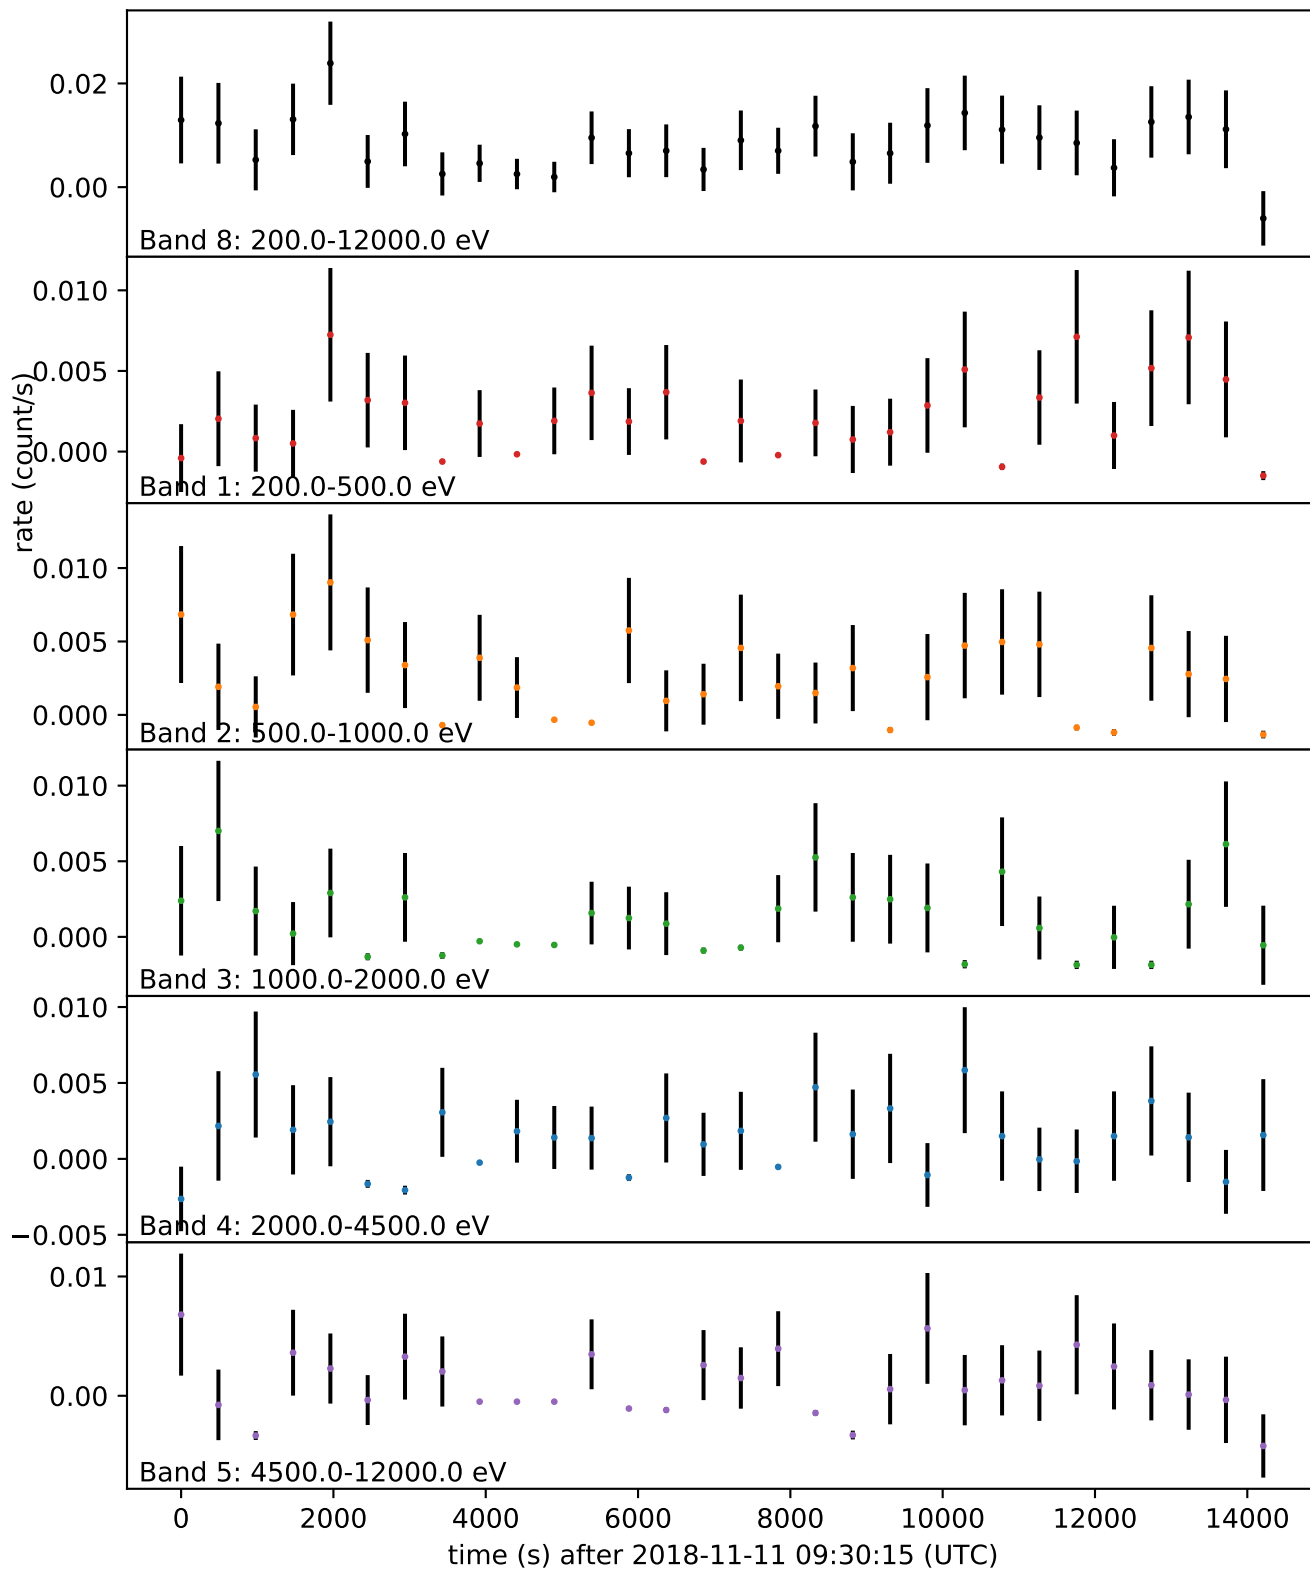 0.02
0.00
Band 8: 200.0-12000.0 eV
0.010
0.005
0.000
Band 1: 200.0-500.0 eV
rate (count/s)
0.010
0.005
0.000
Band 2: 500.0-1000.0 eV
0.010
0.005
0.000
Band 3: 1000.0-2000.0 eV
0.010
0.005
0.000
−0.005
Band 4: 2000.0-4500.0 eV
0.01
0.00
Band 5: 4500.0-12000.0 eV
0 2000 4000 6000 8000 10000 12000 14000
time (s) after 2018-11-11 09:30:15 (UTC)